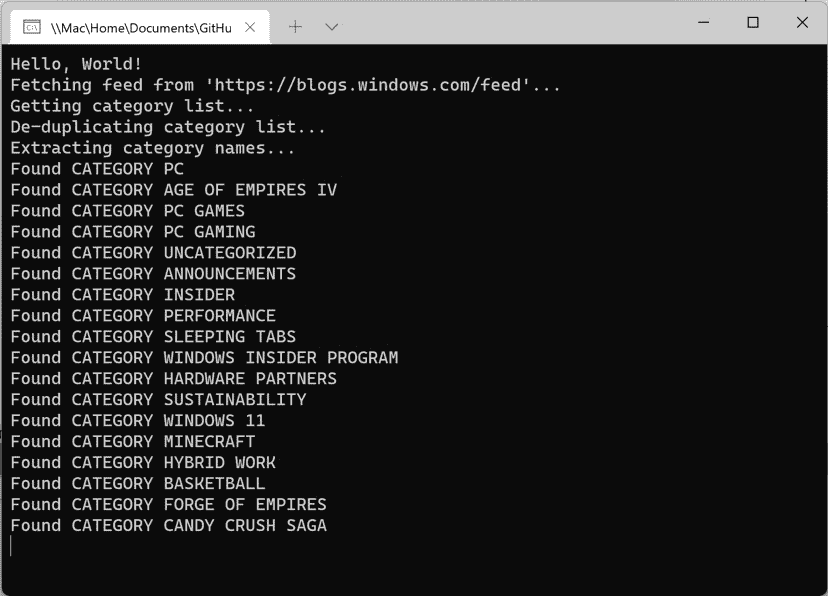 \\Mac\Home\Documents\GitHu
Hello, World!
Fetching feed from 'https://blogs.windows.com/feed'...
Getting category list...
De-duplicating category list...
Extracting category names...
Found CATEGORY PC
Found CATEGORY AGE OF EMPIRES IV
Found CATEGORY PC GAMES
Found CATEGORY PC GAMING
Found CATEGORY UNCATEGORIZED
Found CATEGORY ANNOUNCEMENTS
Found CATEGORY INSIDER
Found CATEGORY PERFORMANCE
Found CATEGORY SLEEPING TABS
Found CATEGORY WINDOWS INSIDER PROGRAM
Found CATEGORY HARDWARE PARTNERS
Found CATEGORY SUSTAINABILITY
Found CATEGORY WINDOWS 11
Found CATEGORY MINECRAFT
Found CATEGORY HYBRID WORK
Found CATEGORY BASKETBALL
Found CATEGORY FORGE OF EMPIRES
Found CATEGORY CANDY CRUSH SAGA